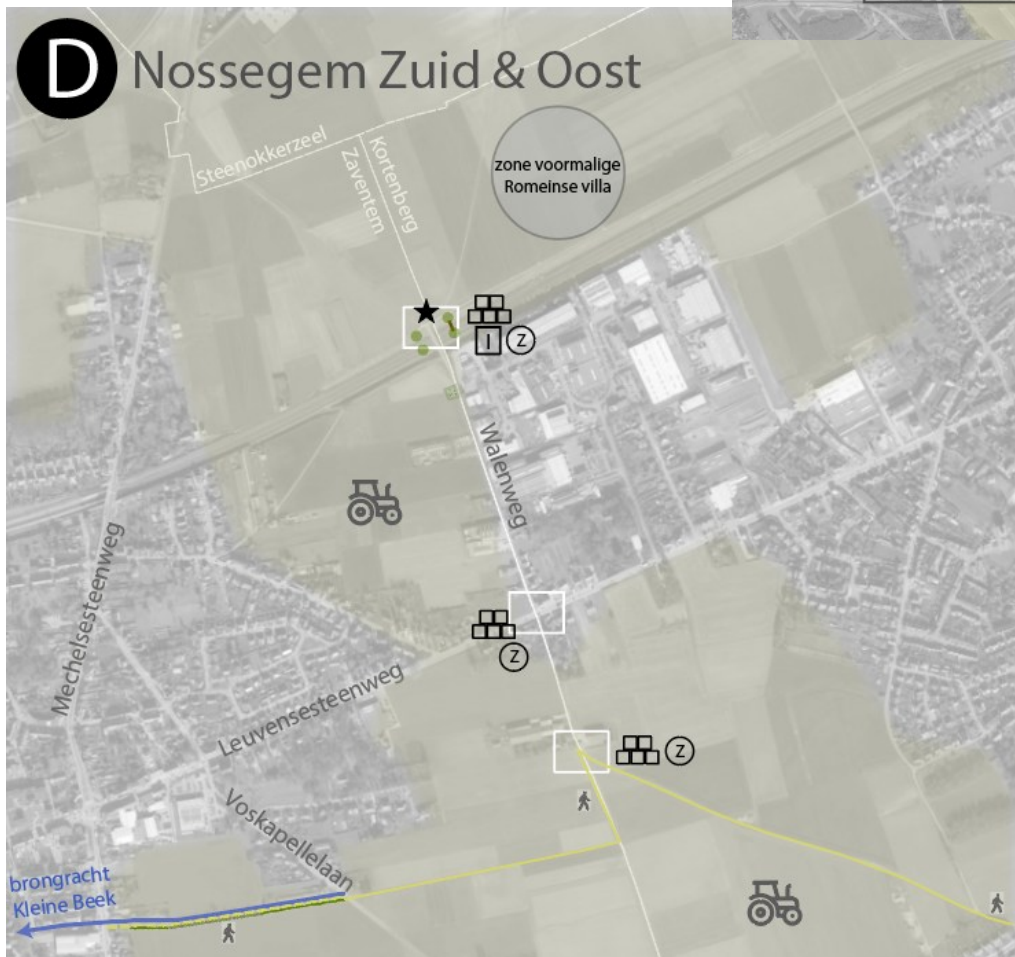 D Nossegem Zuid & Oost
Steenokkerzeel
Kortenberg
Zaventem
zone voormalige
Romeinse villa
I Z
Walenweg
Mechelsesteenweg
Z
Leuvensesteenweg
Z
Voskapellelaan
brongracht
Kleine Beek